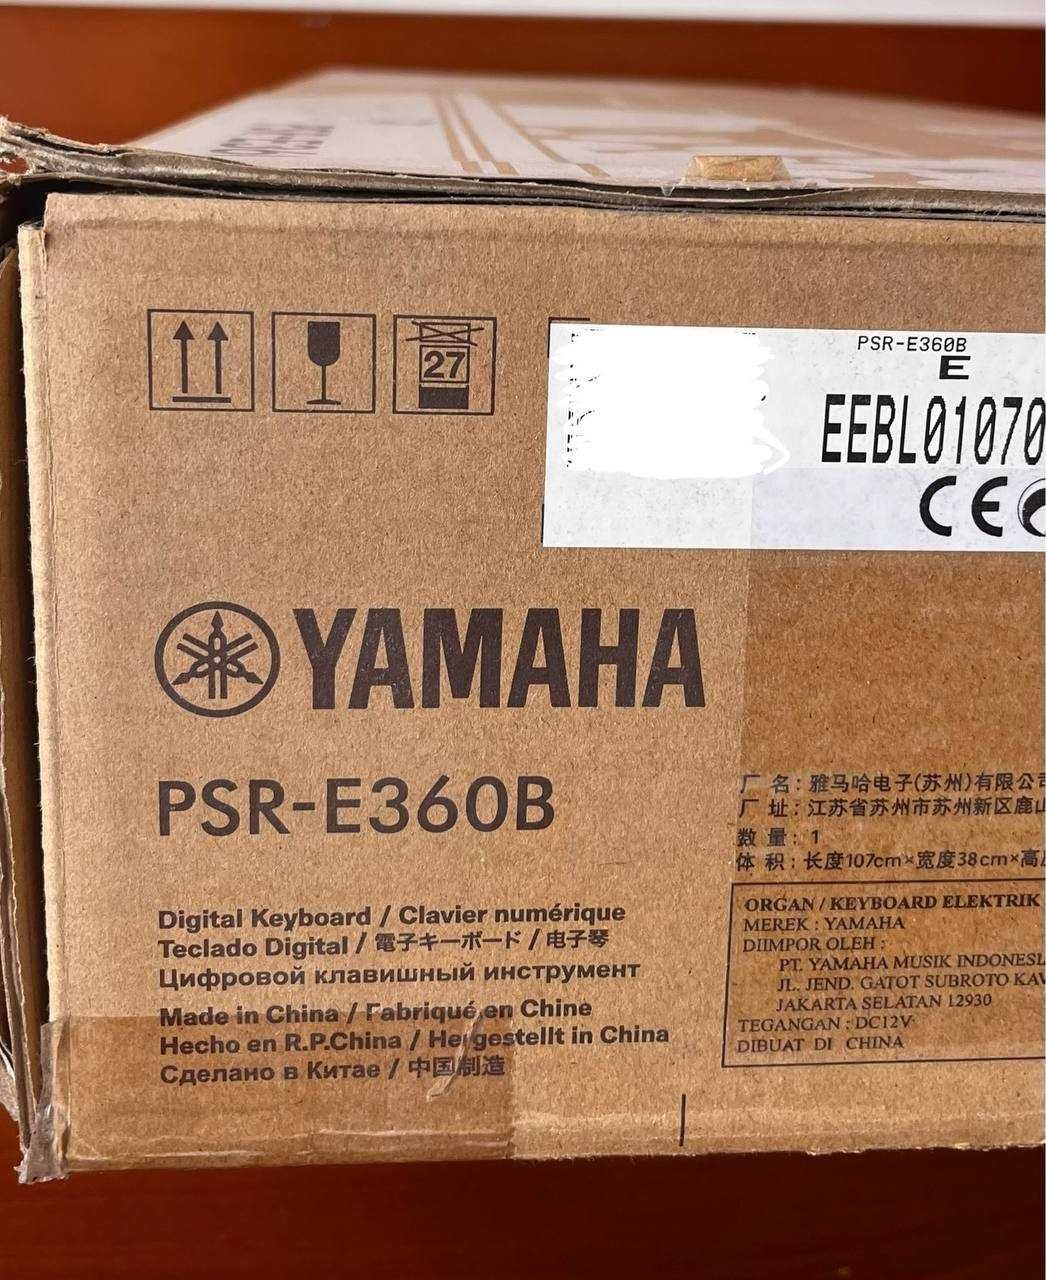 YAMAHA
27
PSR-E360B
E
EEBL01070
CE
YAMAHA
PSR-E360B
厂 名：雅马哈电子(苏州)有限公司
厂 址：江苏省苏州市苏州新区鹿山
数 量：1
体 积：长度107cm×宽度38cm×高
Digital Keyboard / Clavier numérique
Teclado Digital / 電子キーボード / 电子琴
Цифровой клавишный инструмент
Made in China / Fabriqué en Chine
Hecho en R.P.China / Hergestellt in China
Сделано в Китае / 中国制造
ORGAN / KEYBOARD ELEKTRIK
MEREK : YAMAHA
DIIMPOR OLEH :
PT. YAMAHA MUSIK INDONESI
JL. JEND. GATOT SUBROTO KAV
JAKARTA SELATAN 12930
TEGANGAN : DC12V
DIBUAT DI CHINA